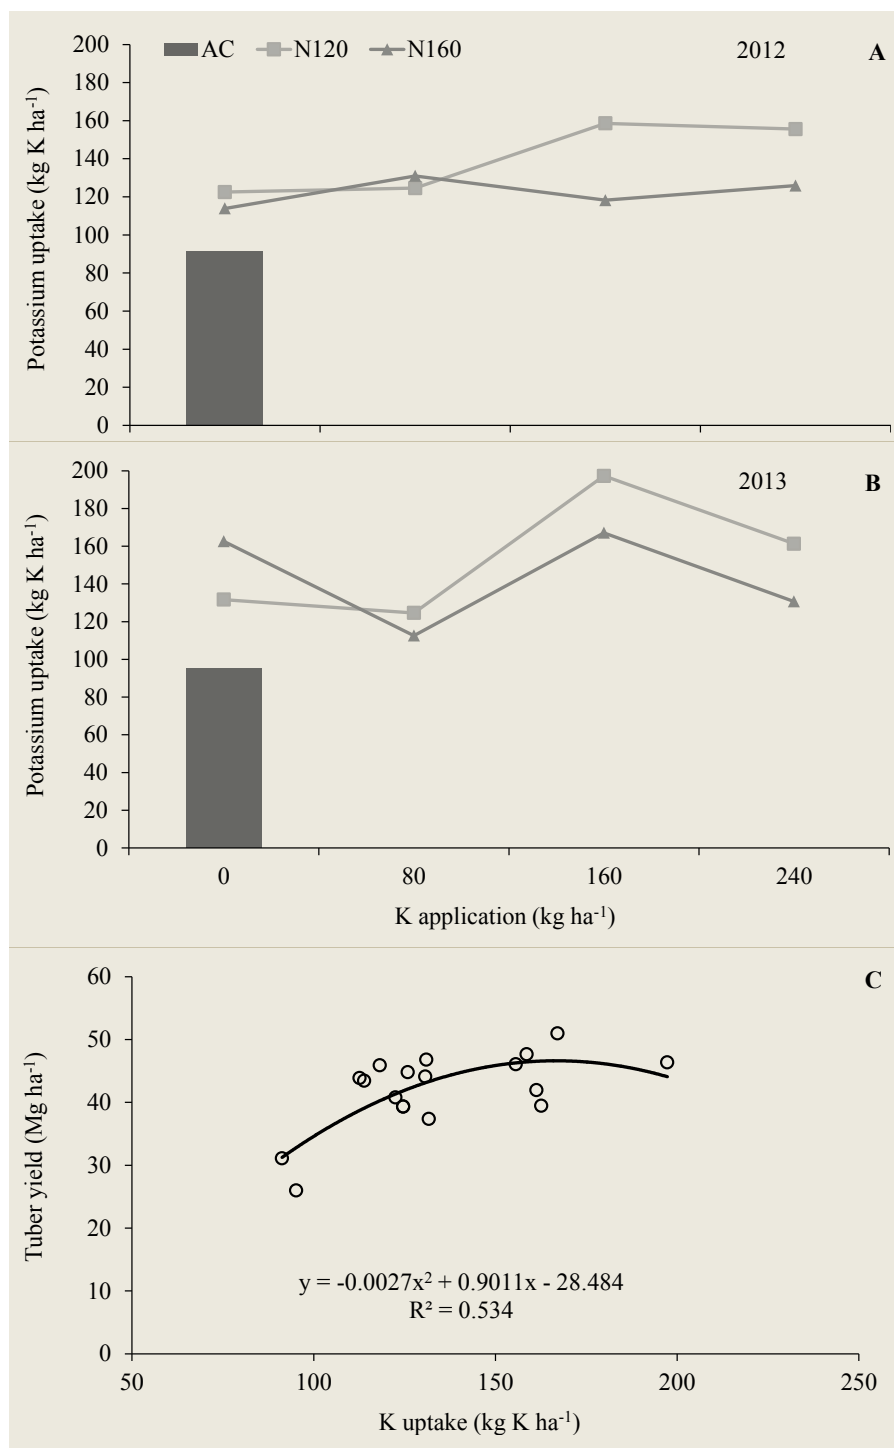 AC N120 N160 2012 A
200
180
160
140
120
100
80
60
40
20
0
Potassium uptake (kg K ha⁻¹)
2013 B
200
180
160
140
120
100
80
60
40
20
0
Potassium uptake (kg K ha⁻¹)
0 80 160 240
K application (kg ha⁻¹)
C
60
50
40
30
20
10
0
Tuber yield (Mg ha⁻¹)
y = -0.0027x² + 0.9011x - 28.484
R² = 0.534
50 100 150 200 250
K uptake (kg K ha⁻¹)